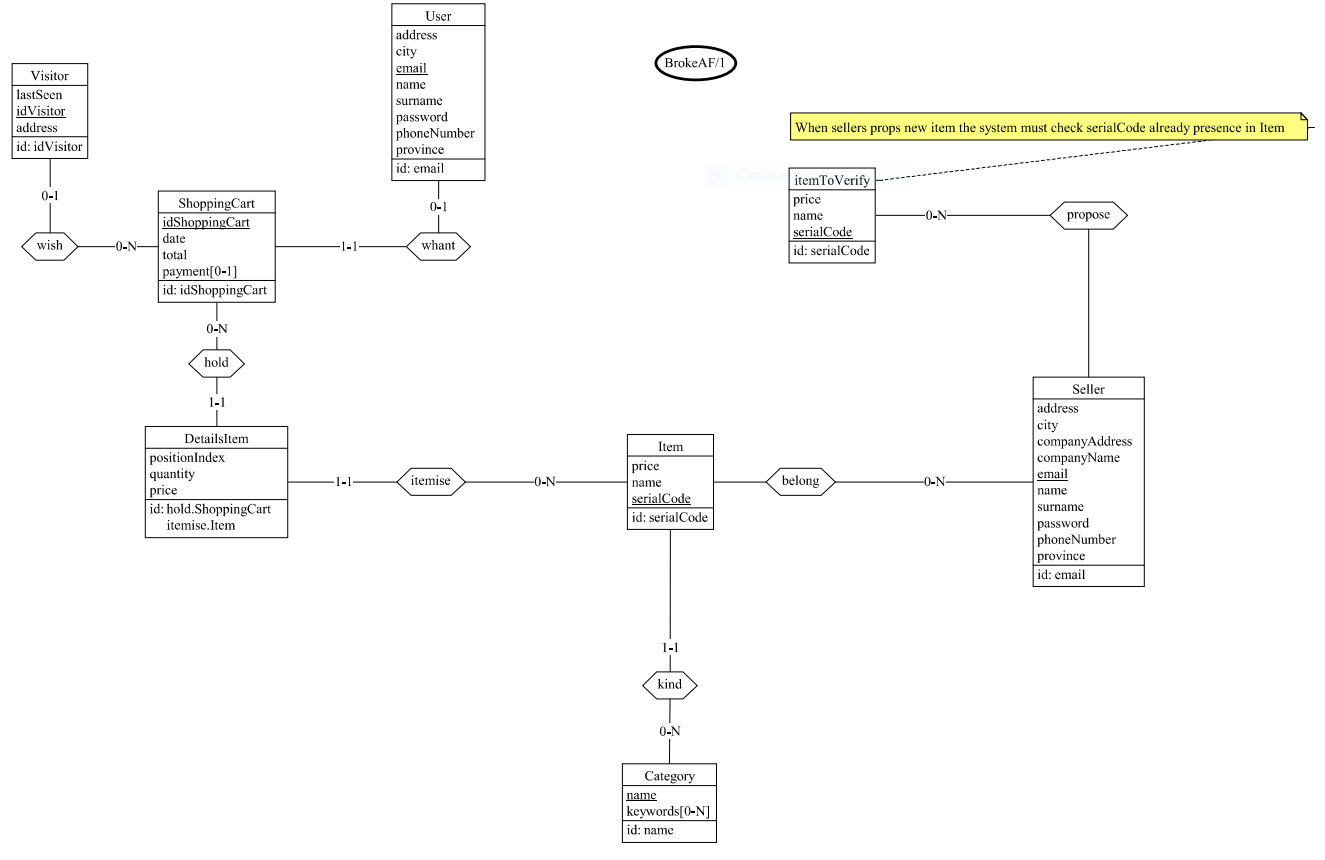 User
address
city
email
name
surname
password
phoneNumber
province
id: email
BrokeAF/1
Visitor
lastSeen
idVisitor
address
id: idVisitor
When sellers props new item the system must check serialCode already presence in Item
itemToVerify
price
name
serialCode
id: serialCode
0-N
propose
0-1
wish
0-N
ShoppingCart
idShoppingCart
date
total
payment[0-1]
id: idShoppingCart
1-1
0-1
whant
0-N
hold
1-1
DetailsItem
positionIndex
quantity
price
id: hold.ShoppingCart
itemise.Item
1-1
itemise
0-N
Item
price
name
serialCode
id: serialCode
belong
0-N
Seller
address
city
companyAddress
companyName
email
name
surname
password
phoneNumber
province
id: email
1-1
kind
0-N
Category
name
keywords[0-N]
id: name